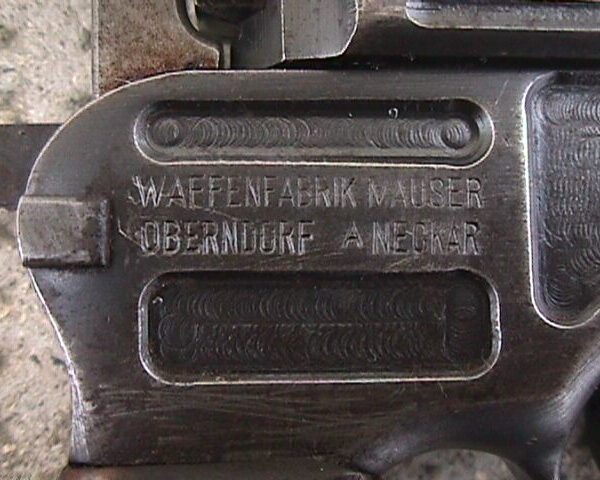 WAFFENFABRIK MAUSER
OBERNDORF A NECKAR